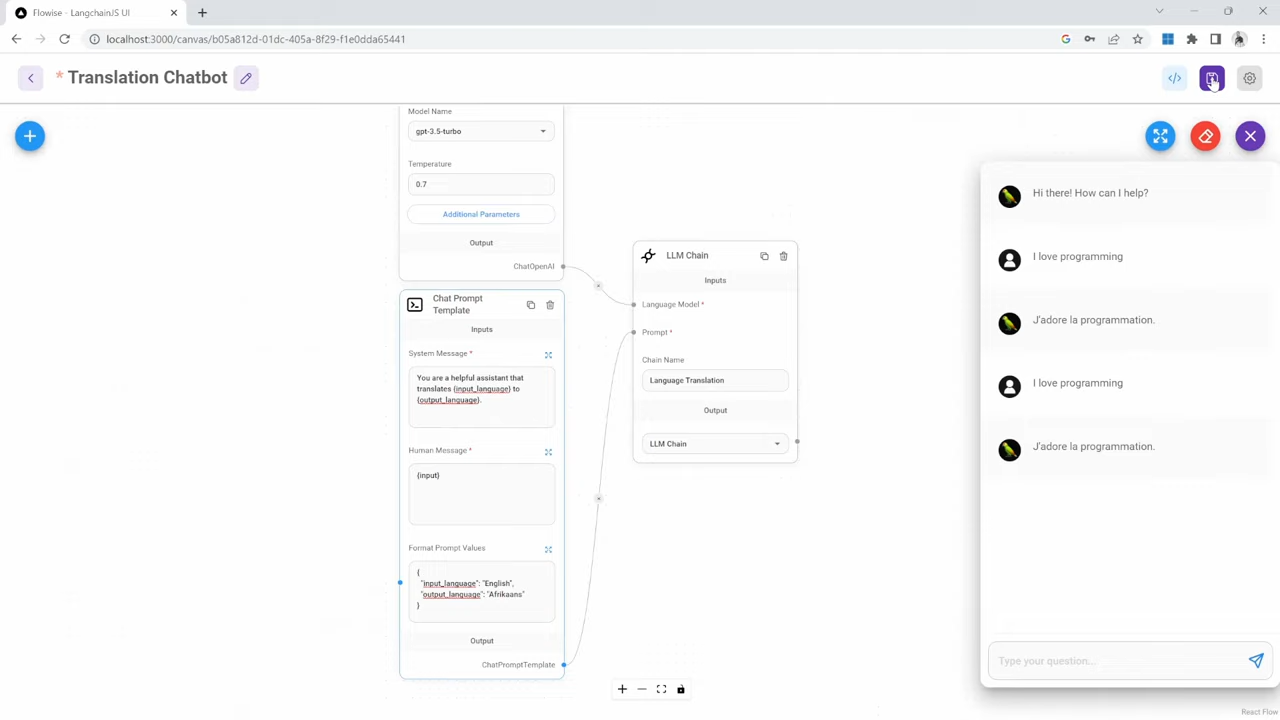 Flowise - LangchainJS UI
localhost:3000/canvas/b05a812d-01dc-405a-8f29-f1e0dda65441
* Translation Chatbot
Model Name
gpt-3.5-turbo
Temperature
0.7
Additional Parameters
Output
ChatOpenAI
Chat Prompt
Template
Inputs
System Message *
You are a helpful assistant that
translates {input_language} to
{output_language}.
Human Message *
{input}
Format Prompt Values
{
"input_language": "English",
"output_language": "Afrikaans"
}
Output
ChatPromptTemplate
LLM Chain
Inputs
Language Model *
Prompt *
Chain Name
Language Translation
Output
LLM Chain
Hi there! How can I help?
I love programming
J'adore la programmation.
I love programming
J'adore la programmation.
Type your question...
React Flow